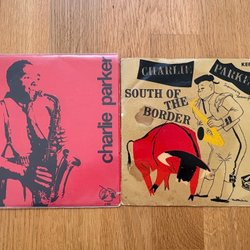 charlie parker
CHARLIE PARKER
SOUTH OF THE
BORDER